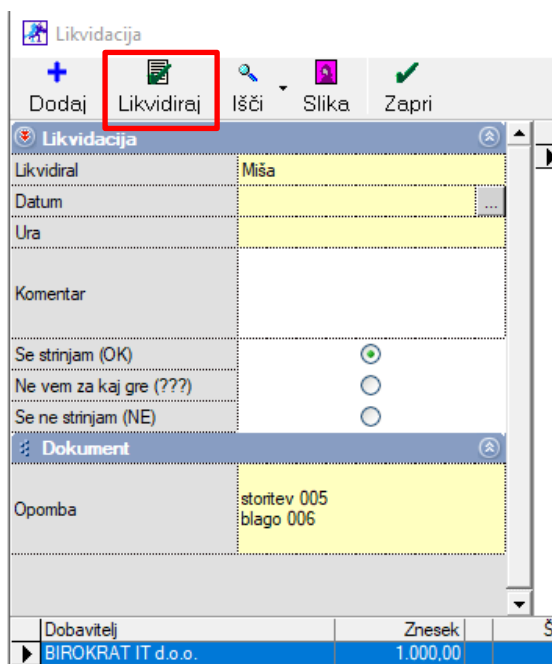 Likvidacija
Dodaj Likvidiraj Išči Slika Zapri
Likvidacija
Likvidiral Miša
Datum ...
Ura
Komentar
Se strinjam (OK)
Ne vem za kaj gre (???)
Se ne strinjam (NE)
Dokument
Opomba
storitev 005
blago 006
Dobavitelj Znesek Š
BIROKRAT IT d.o.o. 1.000,00